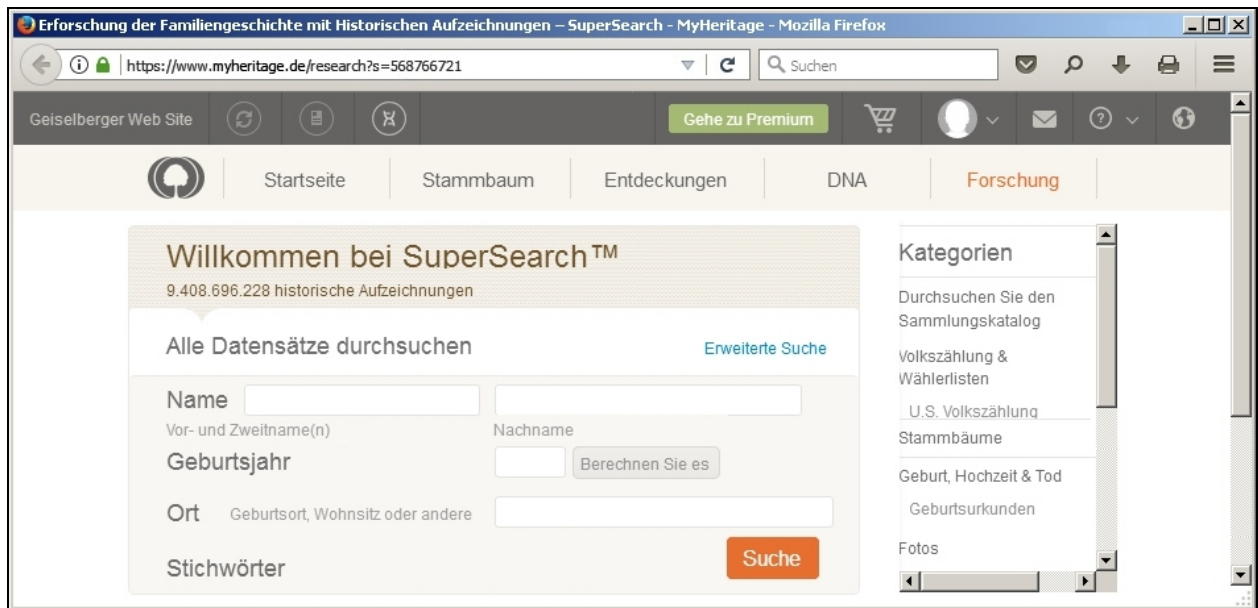 Erforschung der Familiengeschichte mit Historischen Aufzeichnungen – SuperSearch - MyHeritage - Mozilla Firefox
https://www.myheritage.de/research?s=568766721
Suchen
Geiselberger Web Site
Gehe zu Premium
Startseite
Stammbaum
Entdeckungen
DNA
Forschung
Willkommen bei SuperSearch™
9.408.696.228 historische Aufzeichnungen
Alle Datensätze durchsuchen
Erweiterte Suche
Name
Vor- und Zweitname(n)
Nachname
Geburtsjahr
Berechnen Sie es
Ort
Geburtsort, Wohnsitz oder andere
Stichwörter
Suche
Kategorien
Durchsuchen Sie den
Sammlungskatalog
Volkszählung &
Wählerlisten
U.S. Volkszählung
Stammbäume
Geburt, Hochzeit & Tod
Geburtsurkunden
Fotos